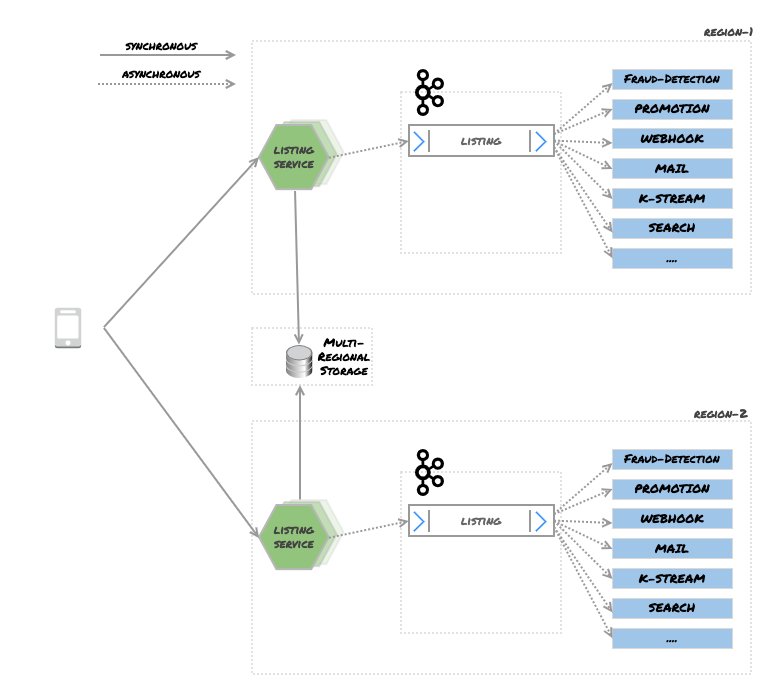 REGION-1
SYNCHRONOUS
ASYNCHRONOUS
LISTING
SERVICE
LISTING
FRAUD-DETECTION
PROMOTION
WEBHOOK
MAIL
K-STREAM
SEARCH
....
MULTI-
REGIONAL
STORAGE
REGION-2
LISTING
SERVICE
LISTING
FRAUD-DETECTION
PROMOTION
WEBHOOK
MAIL
K-STREAM
SEARCH
....